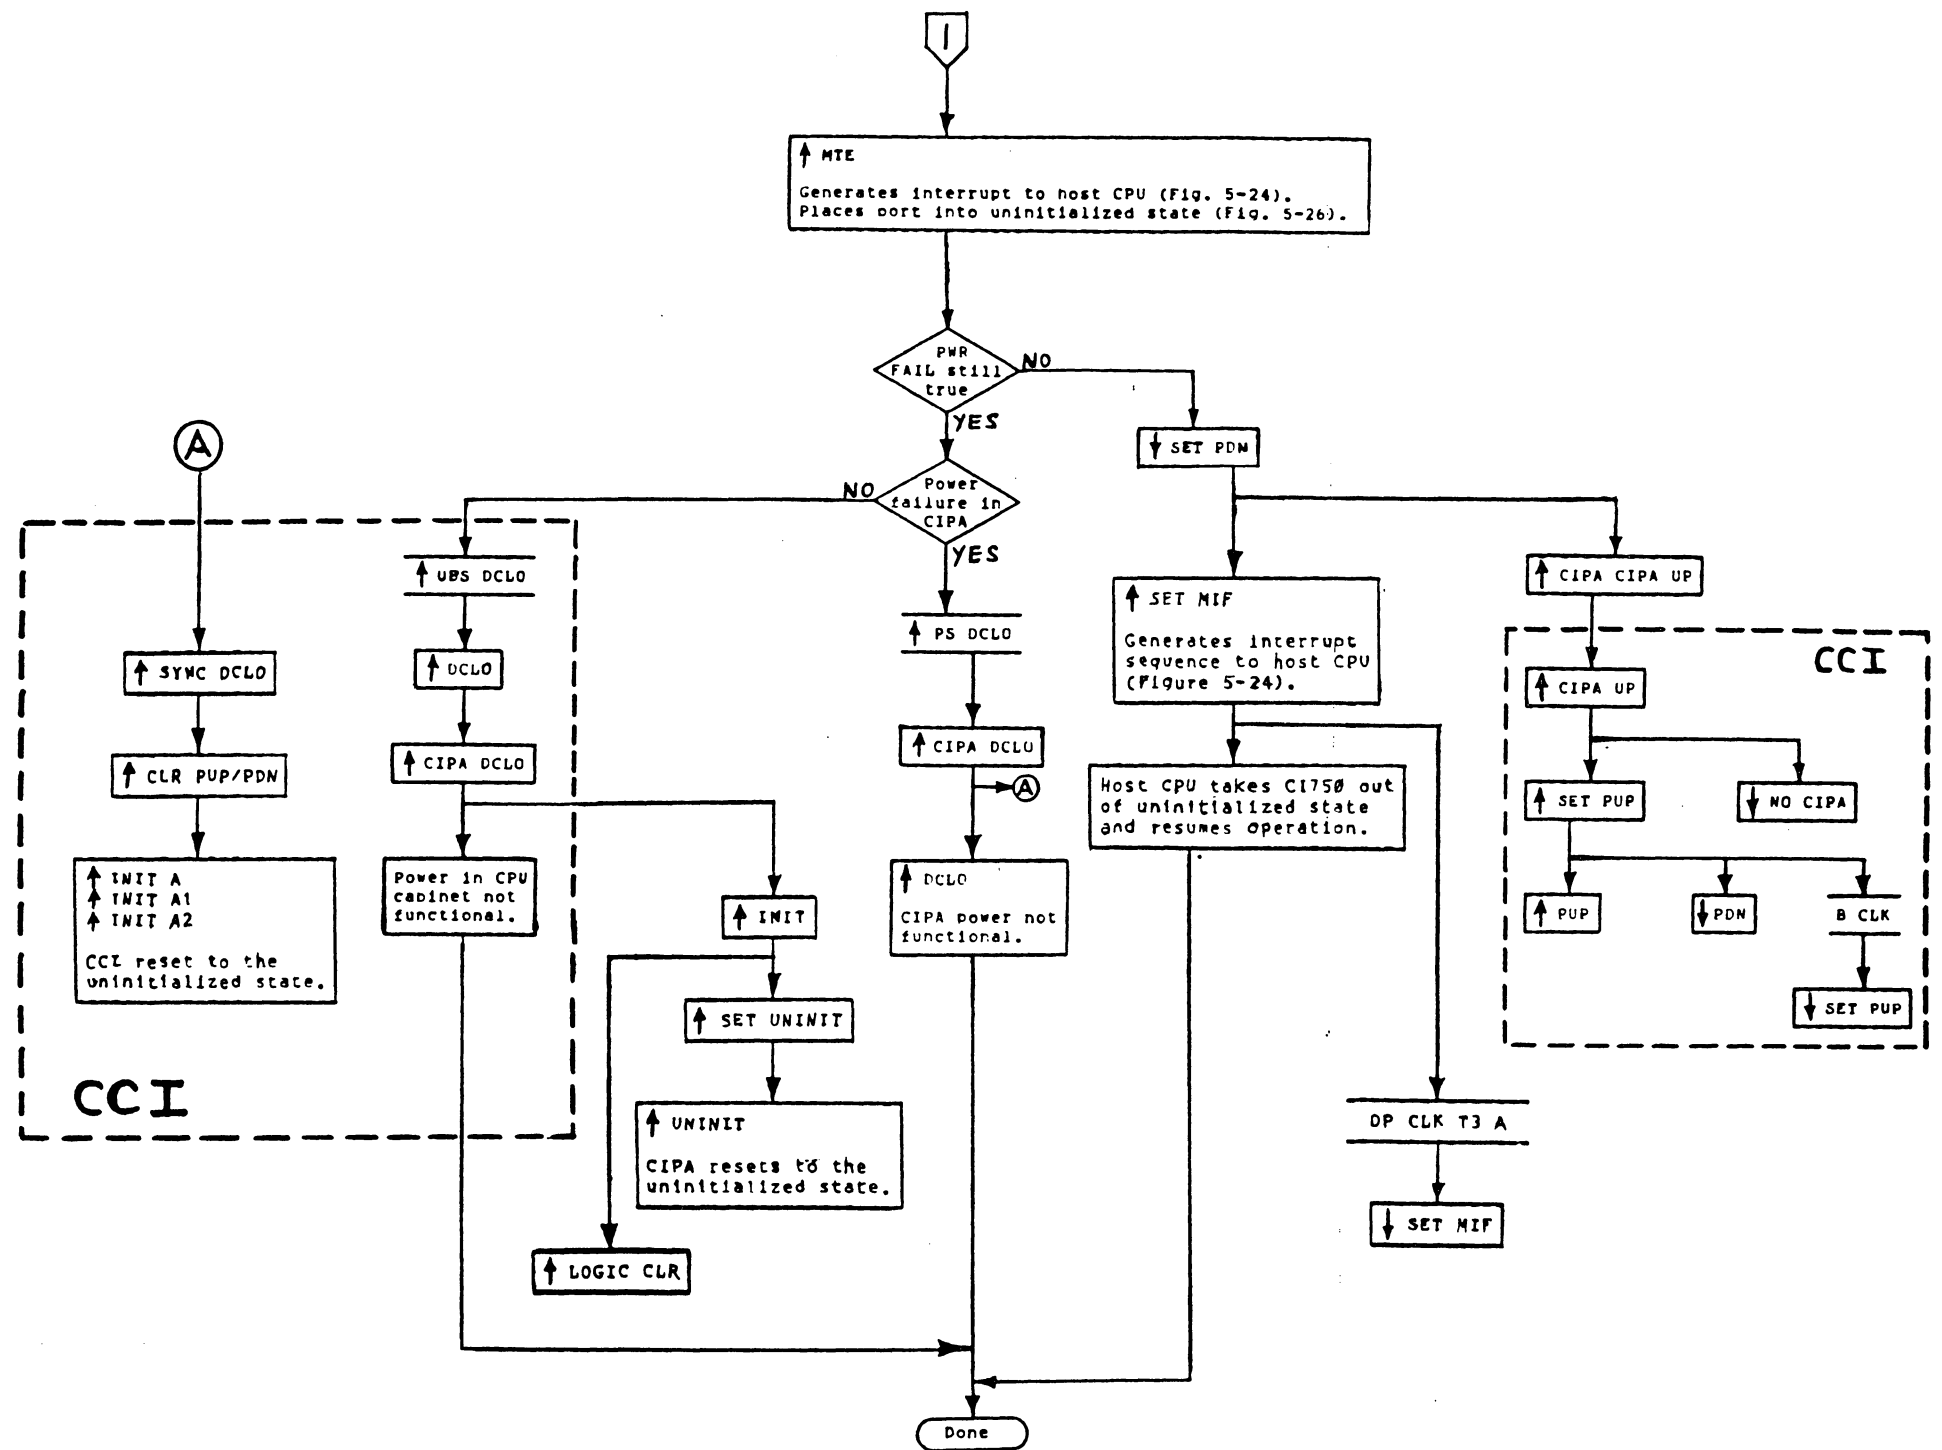 1
↑ MTE
Generates interrupt to host CPU (Fig. 5-24).
Places port into uninitialized state (Fig. 5-26).
PWR
FAIL still
true
NO
YES
Power
failure in
CIPA
NO
YES
A
↑ SYNC DCLO
↑ CLR PUP/PDN
↑ INIT A
↑ INIT A1
↑ INIT A2
CCI reset to the
uninitialized state.
↑ UBS DCLO
↑ DCLO
↑ CIPA DCLO
Power in CPU
cabinet not
functional.
CCI
↑ INIT
↑ SET UNINIT
↑ UNINIT
CIPA resets to the
uninitialized state.
↑ LOGIC CLR
↑ PS DCLO
↑ CIPA DCLO
A
↑ DCLO
CIPA power not
functional.
↓ SET PDN
↑ SET MIF
Generates interrupt
sequence to host CPU
(Figure 5-24).
Host CPU takes CI750 out
of uninitialized state
and resumes operation.
DP CLK T3 A
↓ SET MIF
↑ CIPA CIPA UP
CCI
↑ CIPA UP
↑ SET PUP
↓ NO CIPA
↑ PUP
↓ PDN
B CLK
↓ SET PUP
Done